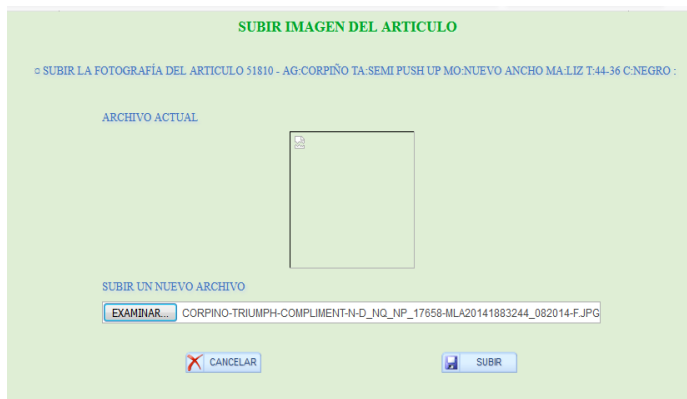 SUBIR IMAGEN DEL ARTICULO
SUBIR LA FOTOGRAFÍA DEL ARTICULO 51810 - AG:CORPIÑO TA:SEMI PUSH UP MO:NUEVO ANCHO MA:LIZ T:44-36 C:NEGRO :
ARCHIVO ACTUAL
SUBIR UN NUEVO ARCHIVO
EXAMINAR... CORPINO-TRIUMPH-COMPLIMENT-N-D_NQ_NP_17658-MLA20141883244_082014-F.JPG
CANCELAR SUBIR